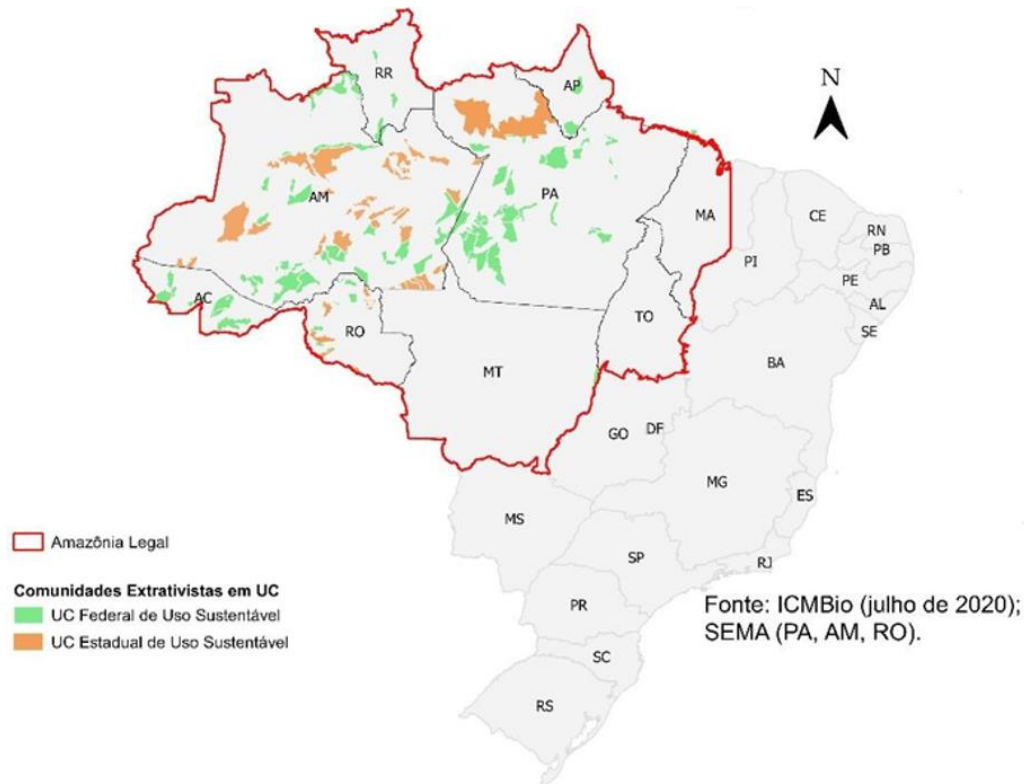 RR
AP
N
AM
PA
MA
CE
RN
PB
PI
PE
AL
SE
AC
RO
TO
BA
MT
GO
DF
MG
ES
MS
SP
RJ
PR
SC
RS
Amazônia Legal
Comunidades Extrativistas em UC
UC Federal de Uso Sustentável
UC Estadual de Uso Sustentável
Fonte: ICMBio (julho de 2020);
SEMA (PA, AM, RO).